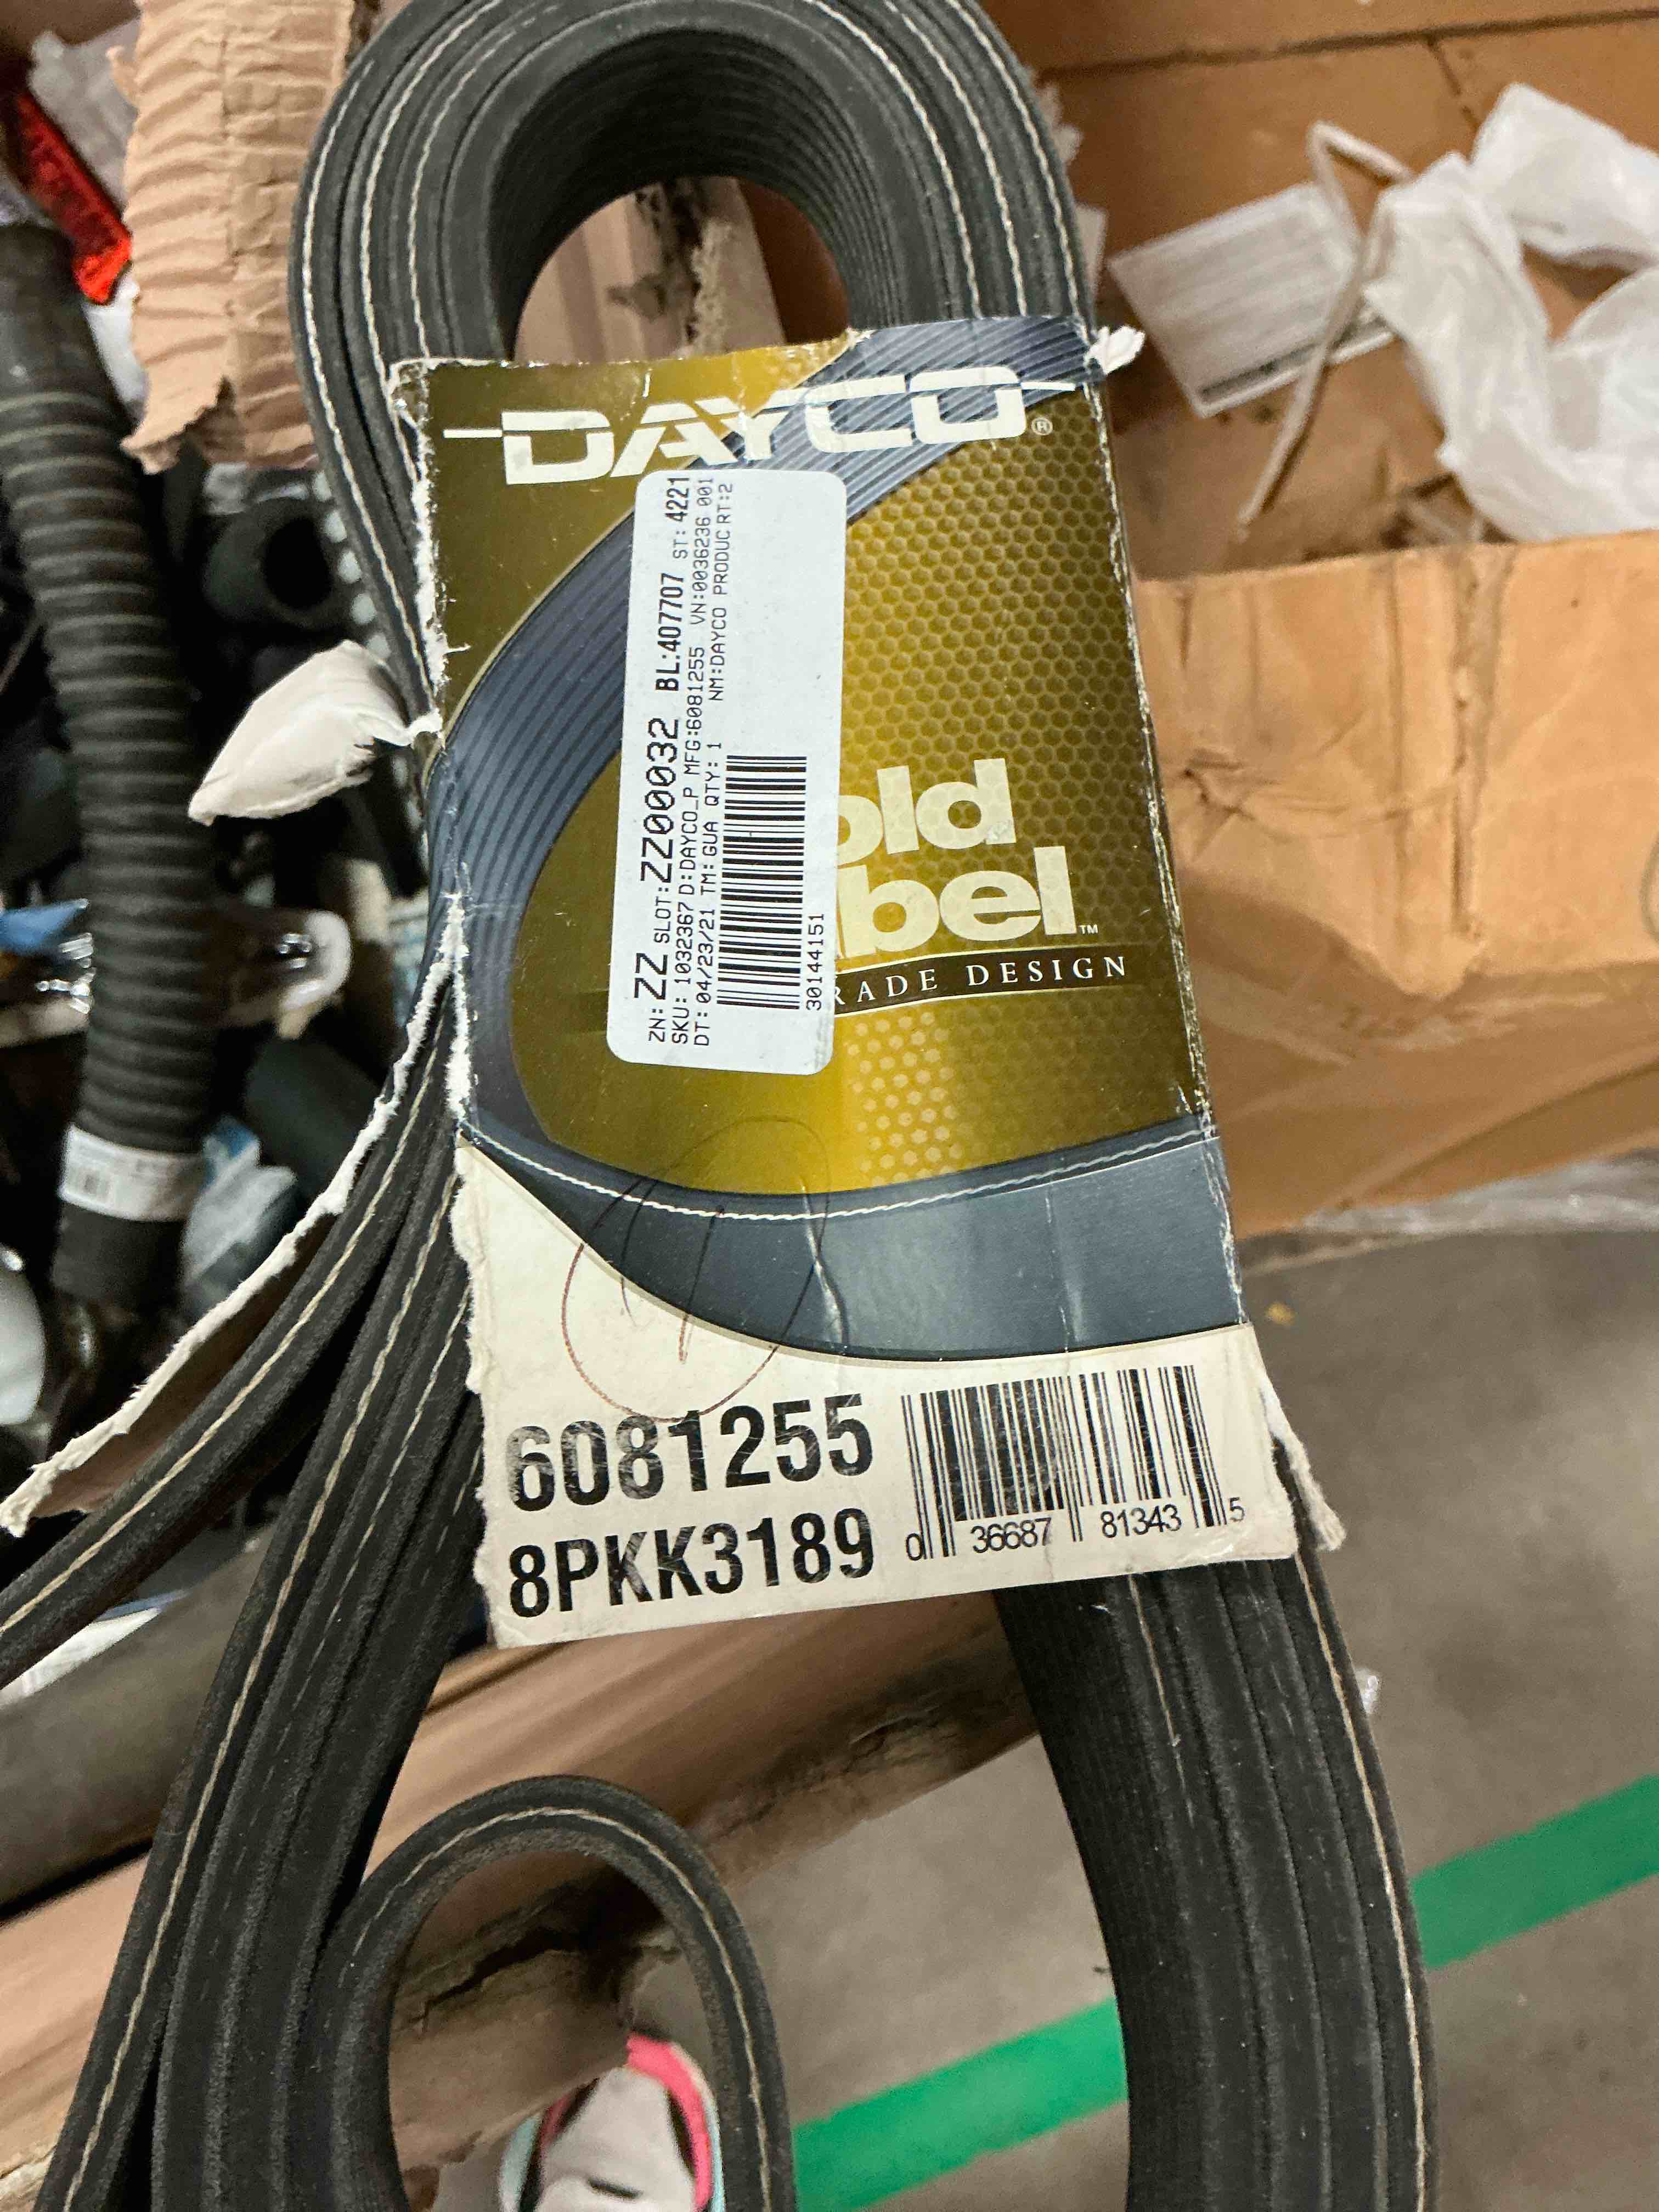 DAYCO®
ZN: ZZ SLOT:ZZ00032 BL:407707 ST: 4221
SKU: 1032367 D:DAYCO_P MFG:6081255 VN:0036236 001
DT: 04/23/21 TM: GUA QTY: 1 NM:DAYCO PRODUC RT:2
30144151
old
bel™
RADE DESIGN
6081255
8PKK3189
0 36687 81343 5